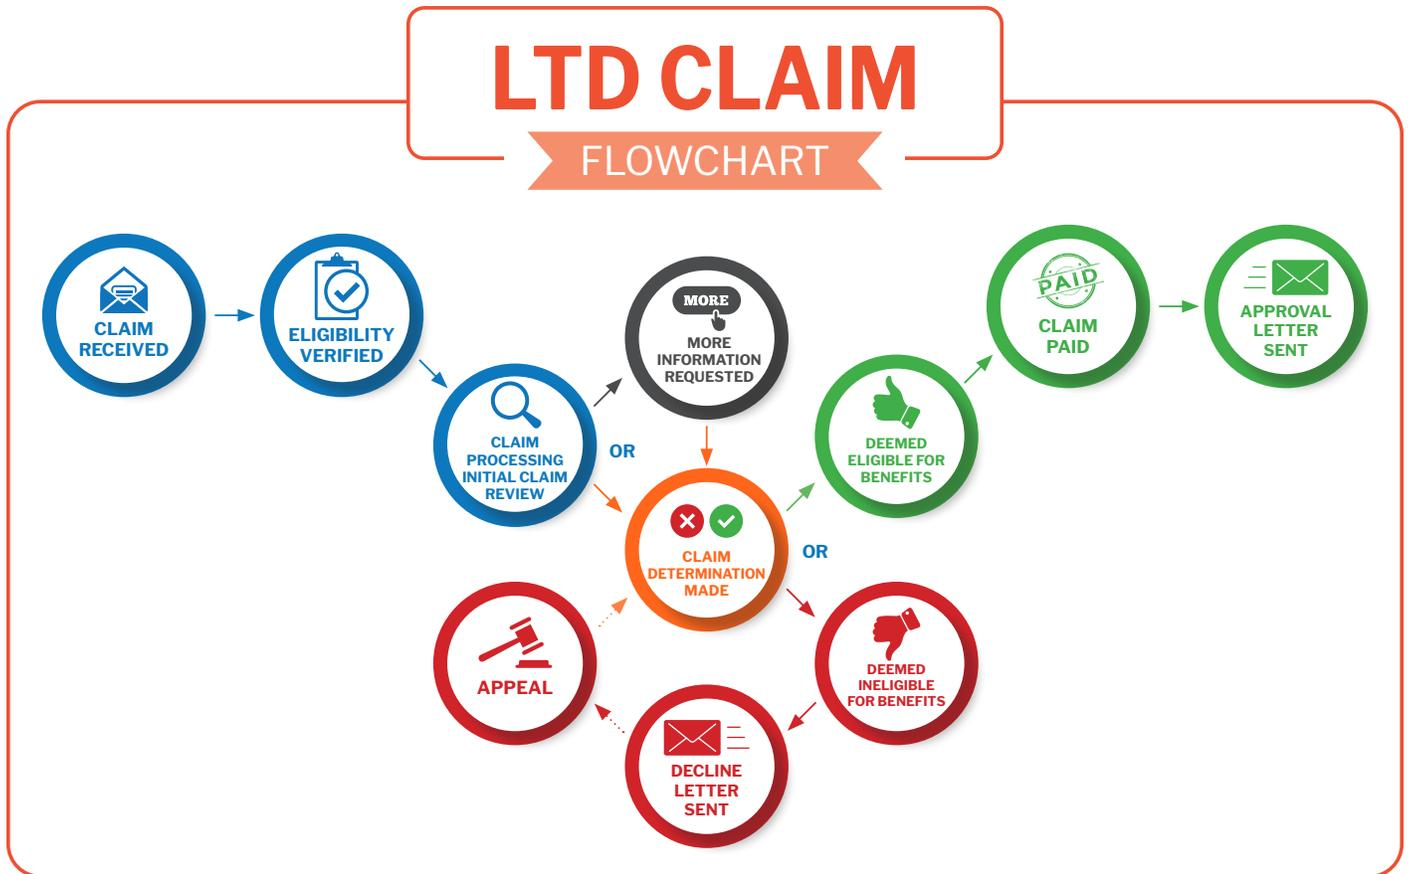 LTD CLAIM
FLOWCHART
CLAIM
RECEIVED
ELIGIBILITY
VERIFIED
CLAIM
PROCESSING
INITIAL CLAIM
REVIEW
OR
MORE
MORE
INFORMATION
REQUESTED
CLAIM
DETERMINATION
MADE
OR
DEEMED
ELIGIBLE FOR
BENEFITS
PAID
CLAIM
PAID
APPROVAL
LETTER
SENT
DEEMED
INELIGIBLE
FOR BENEFITS
DECLINE
LETTER
SENT
APPEAL